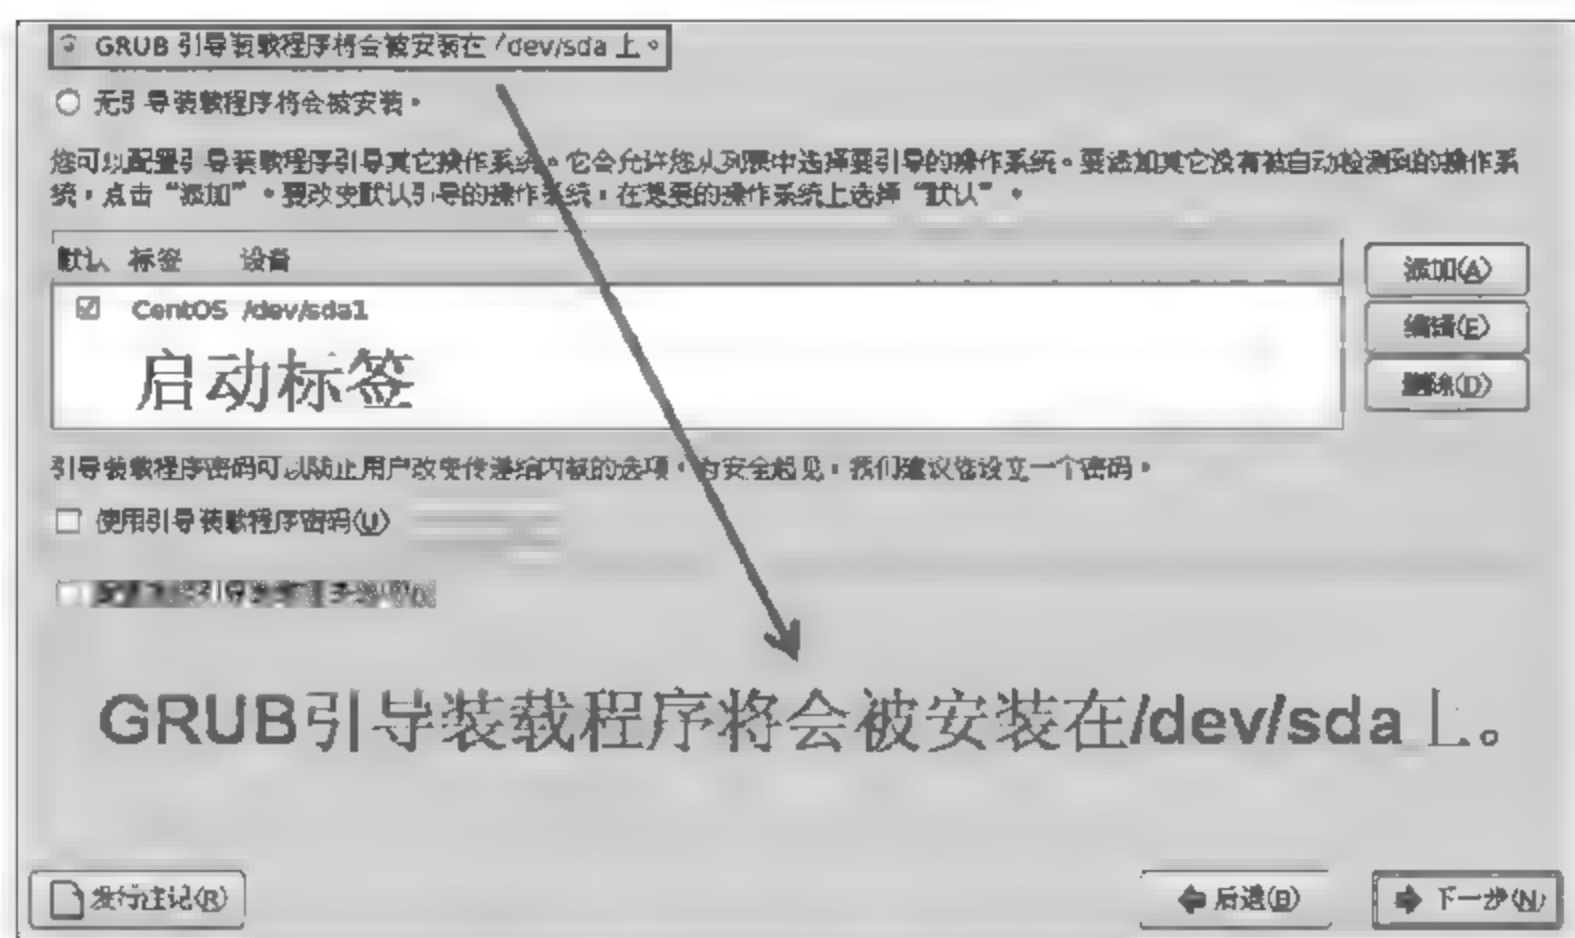 GRUB 引导装载程序将会被安装在 /dev/sda 上。
无引导装载程序将会被安装。
您可以配置引导装载程序引导其它操作系统。它会允许您从列表中选择要引导的操作系统。要添加其它没有被自动检测到的操作系
统,点击“添加”。要改变默认引导的操作系统,在想要的操作系统上选择“默认”。
默认 标签 设备
添加(A)
CentOS /dev/sda1
编辑(E)
启动标签
删除(D)
引导装载程序密码可以防止用户改变传递给内核的选项。为安全起见,我们建议您设立一个密码。
使用引导装载程序密码(U)
GRUB引导装载程序将会被安装在/dev/sda上。
发行注记(R)
后退(B)
下一步(N)